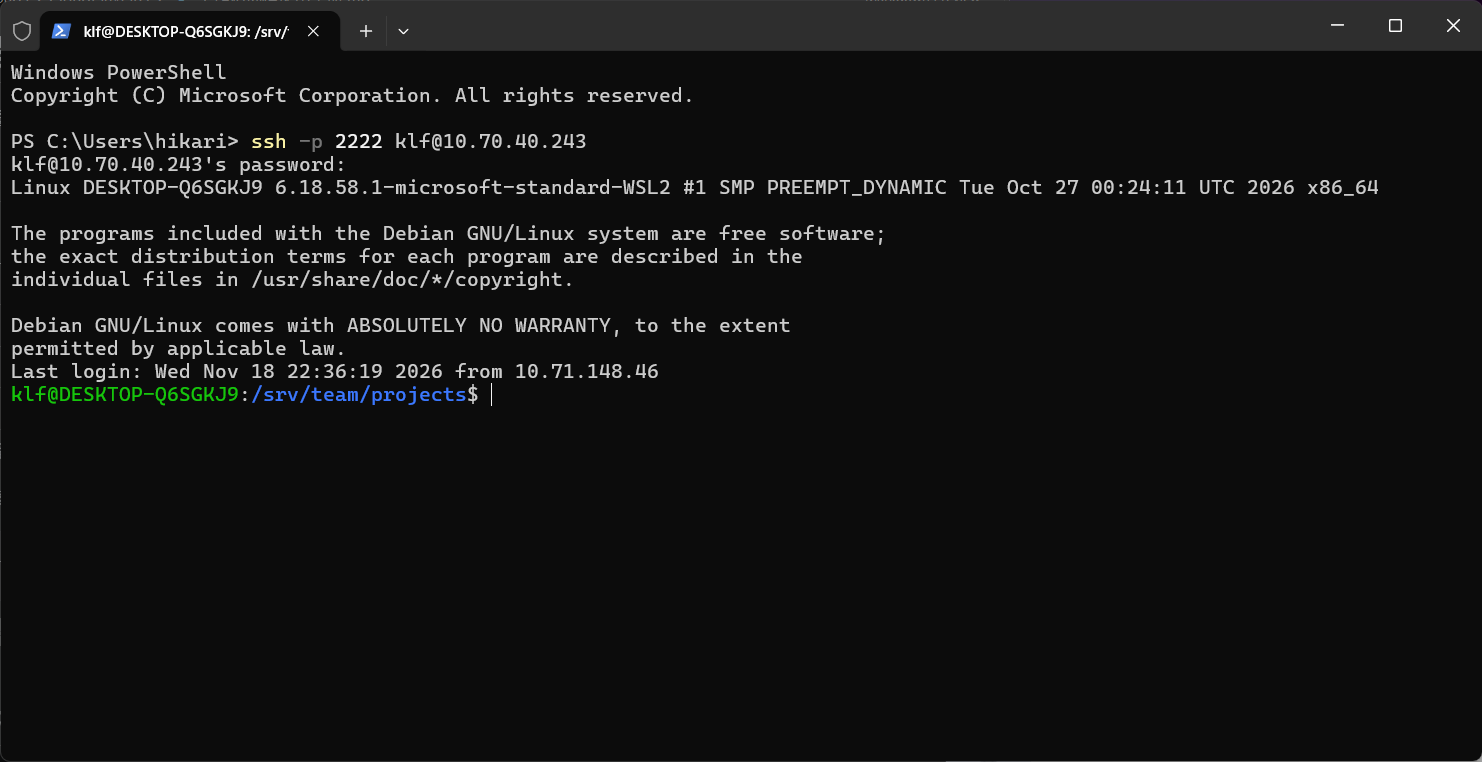 klf@DESKTOP-Q6SGKJ9: /srv/
Windows PowerShell
Copyright (C) Microsoft Corporation. All rights reserved.
PS C:\Users\hikari> ssh -p 2222 klf@10.70.40.243
klf@10.70.40.243's password:
Linux DESKTOP-Q6SGKJ9 6.18.58.1-microsoft-standard-WSL2 #1 SMP PREEMPT_DYNAMIC Tue Oct 27 00:24:11 UTC 2026 x86_64
The programs included with the Debian GNU/Linux system are free software;
the exact distribution terms for each program are described in the
individual files in /usr/share/doc/*/copyright.
Debian GNU/Linux comes with ABSOLUTELY NO WARRANTY, to the extent
permitted by applicable law.
Last login: Wed Nov 18 22:36:19 2026 from 10.71.148.46
klf@DESKTOP-Q6SGKJ9:/srv/team/projects$